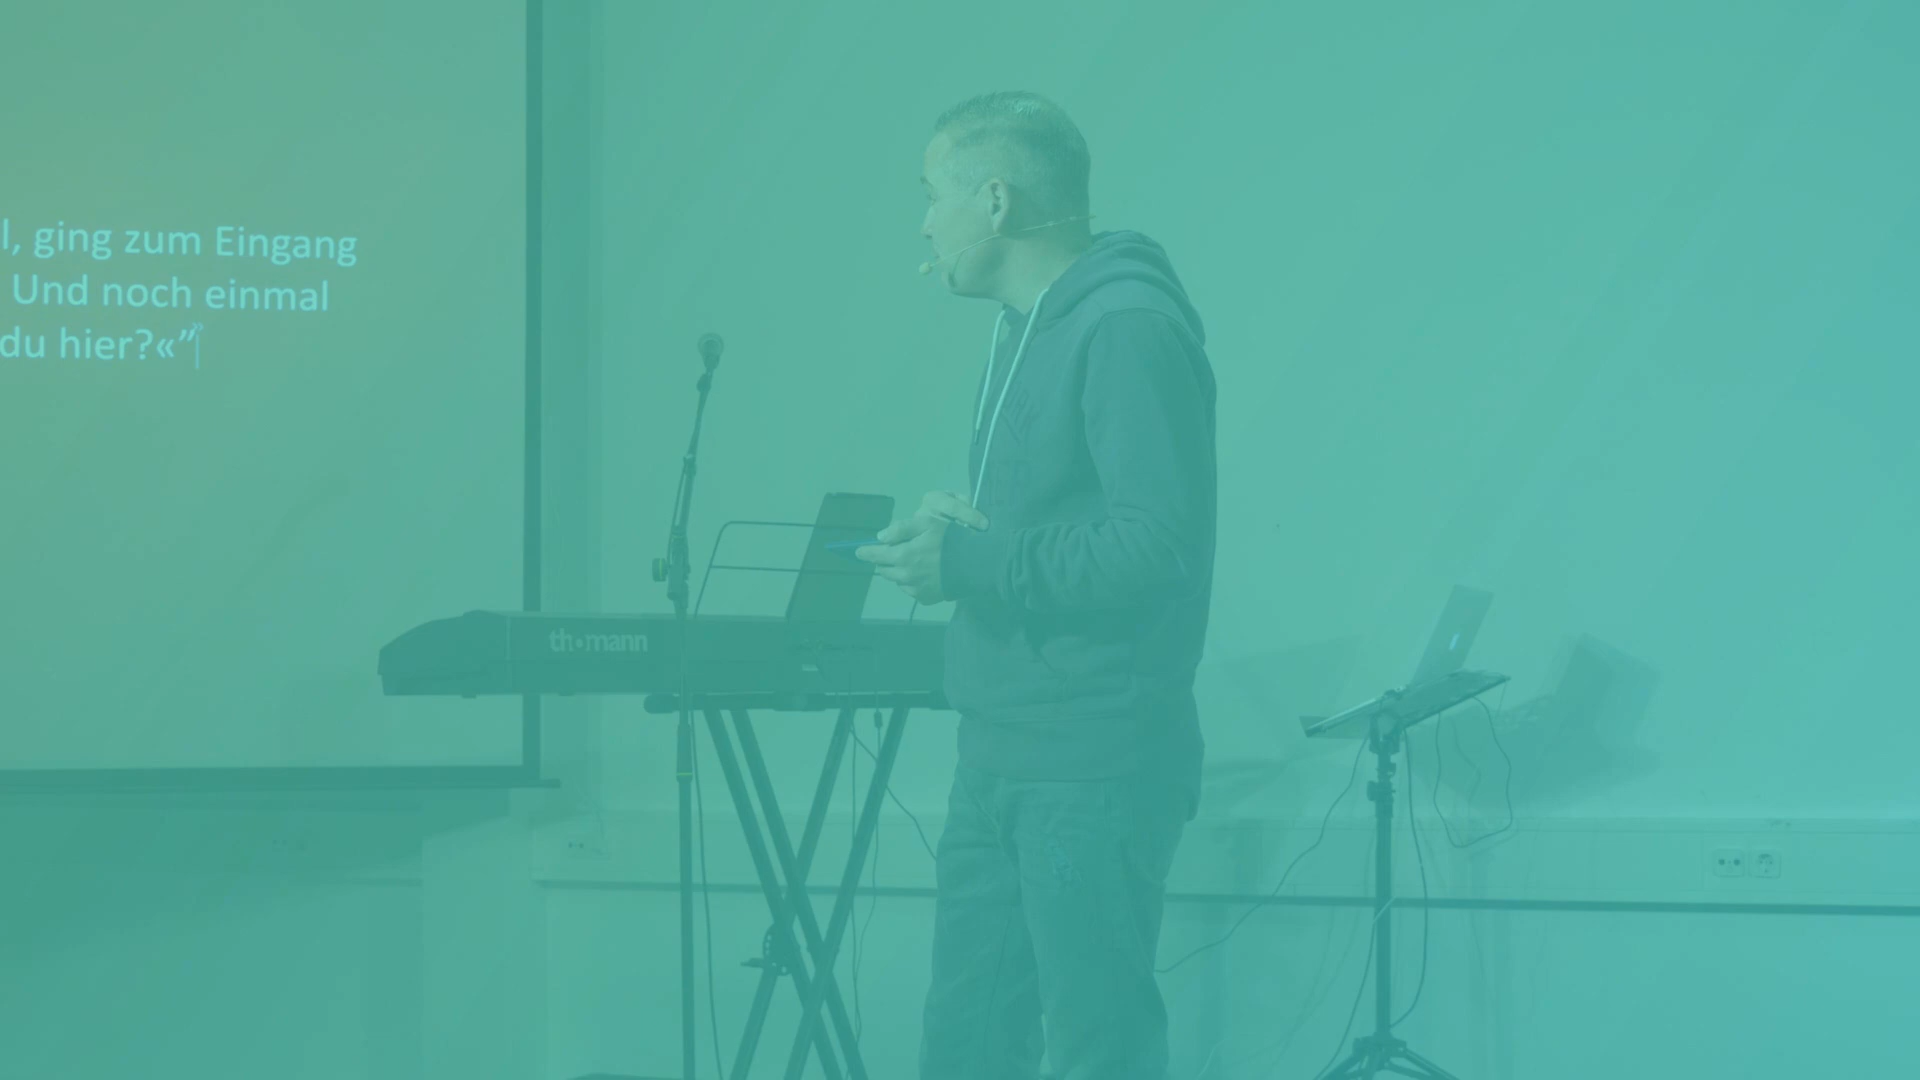 l, ging zum Eingang
Und noch einmal
du hier?«”
th•mann